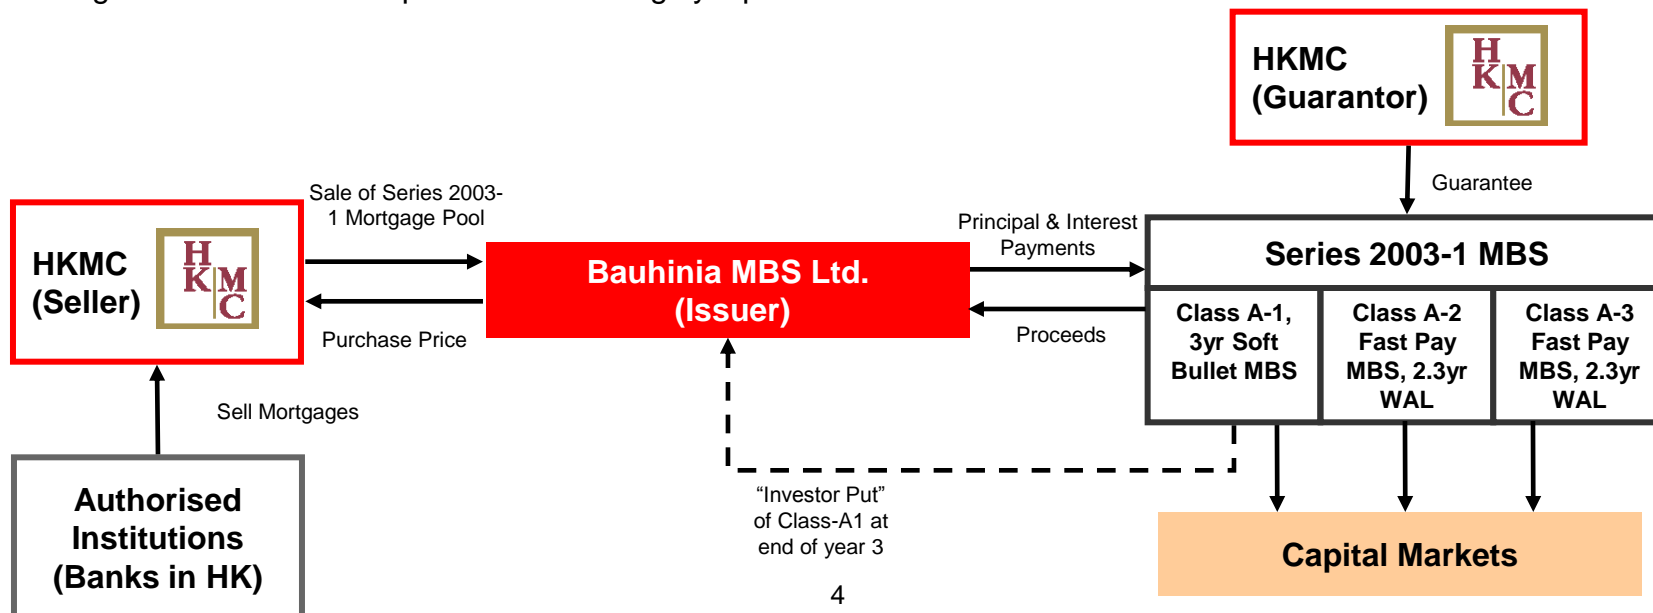 HKMC
(Guarantor)
H
K M
C
Guarantee
Sale of Series 2003-
1 Mortgage Pool
HKMC
(Seller)
H
K M
C
Purchase Price
Bauhinia MBS Ltd.
(Issuer)
Principal & Interest
Payments
Proceeds
Series 2003-1 MBS
Class A-1,
3yr Soft
Bullet MBS
Class A-2
Fast Pay
MBS, 2.3yr
WAL
Class A-3
Fast Pay
MBS, 2.3yr
WAL
Sell Mortgages
Authorised
Institutions
(Banks in HK)
“Investor Put”
of Class-A1 at
end of year 3
Capital Markets
4